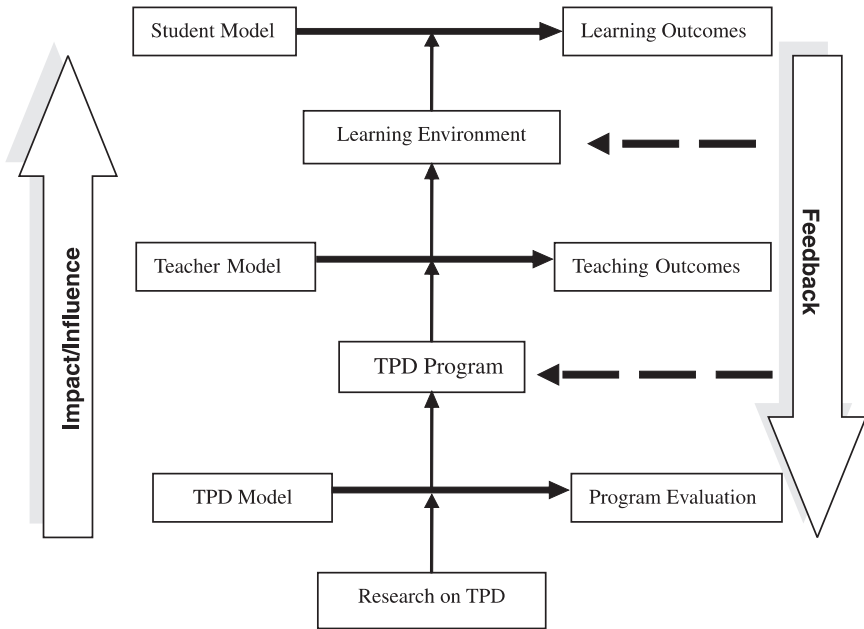 Student Model
Learning Outcomes
Learning Environment
Impact/Influence
Feedback
Teacher Model
Teaching Outcomes
TPD Program
TPD Model
Program Evaluation
Research on TPD